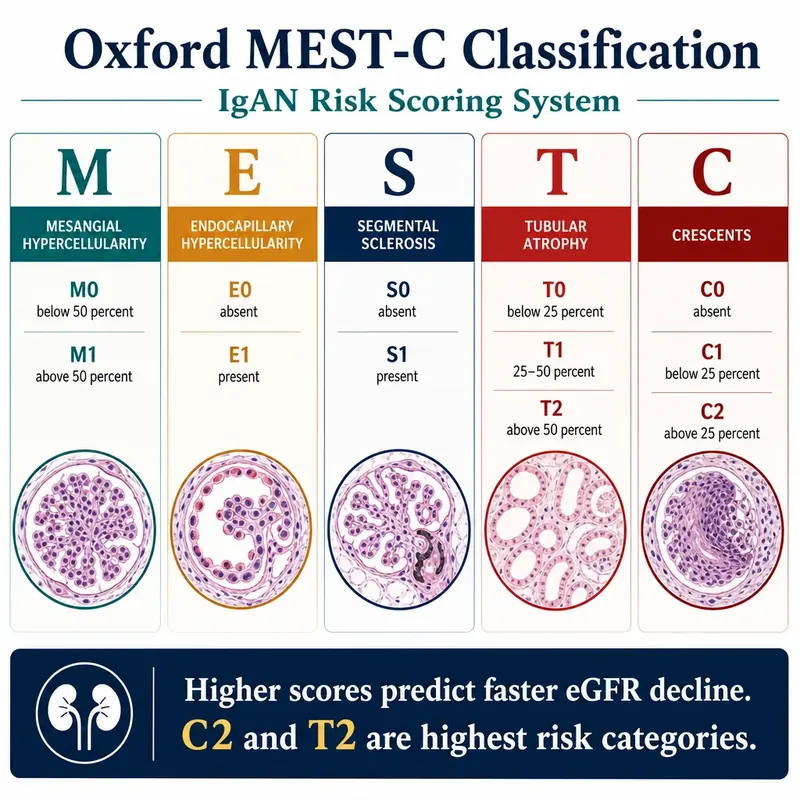 Oxford MEST-C Classification
IgAN Risk Scoring System
M
MESANGIAL
HYPERCELLULARITY
M0
below 50 percent
M1
above 50 percent
E
ENDOCAPILLARY
HYPERCELLULARITY
E0
absent
E1
present
S
SEGMENTAL
SCLEROSIS
S0
absent
S1
present
T
TUBULAR
ATROPHY
T0
below 25 percent
T1
25–50 percent
T2
above 50 percent
C
CRESCENTS
C0
absent
C1
below 25 percent
C2
above 25 percent
Higher scores predict faster eGFR decline.
C2 and T2 are highest risk categories.